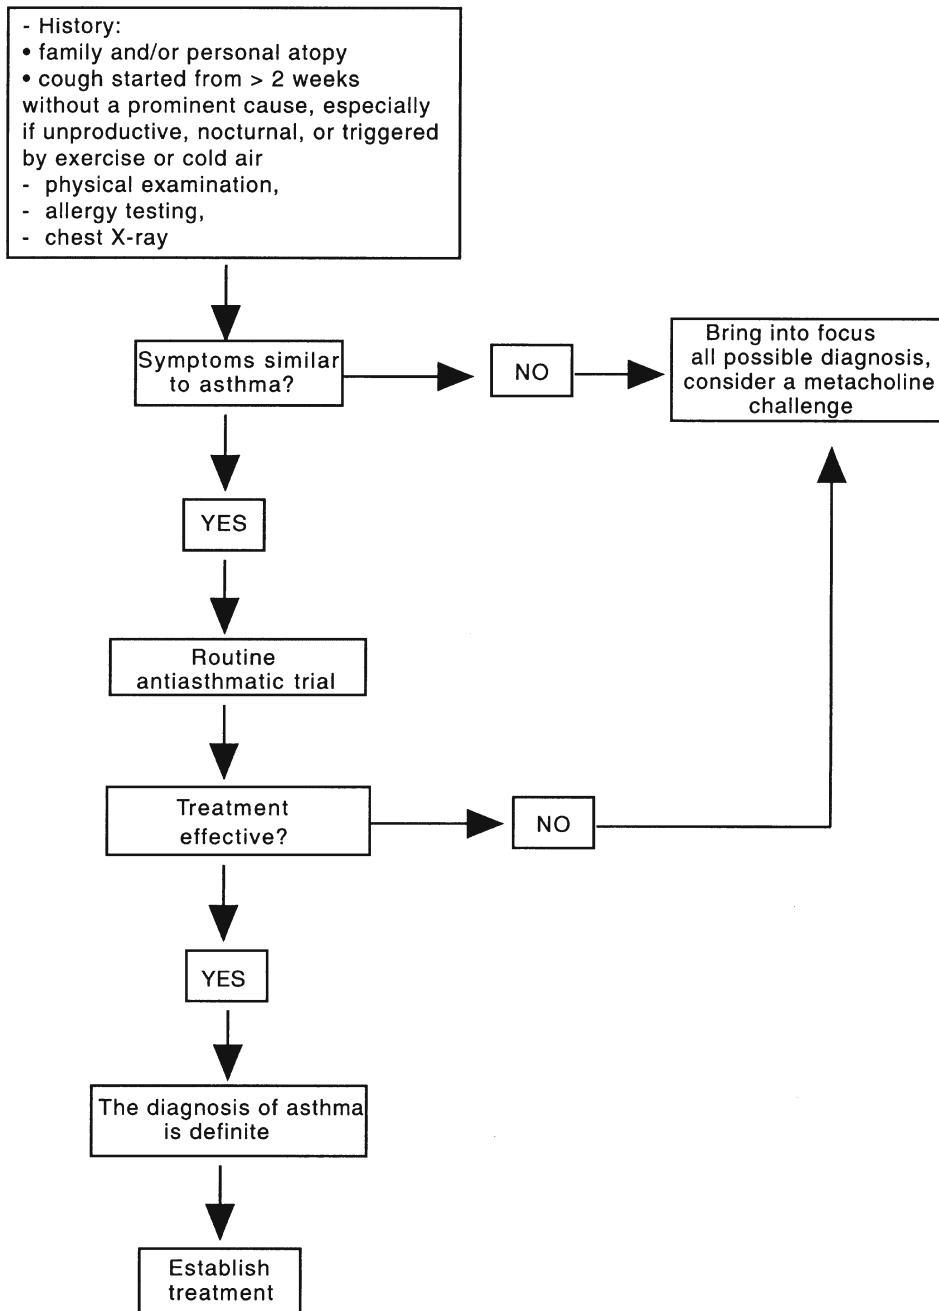 - History:
• family and/or personal atopy
• cough started from > 2 weeks
without a prominent cause, especially
if unproductive, nocturnal, or triggered
by exercise or cold air
- physical examination,
- allergy testing,
- chest X-ray
Symptoms similar
to asthma?
NO
Bring into focus
all possible diagnosis,
consider a metacholine
challenge
YES
Routine
antiasthmatic trial
Treatment
effective?
NO
YES
The diagnosis of asthma
is definite
Establish
treatment